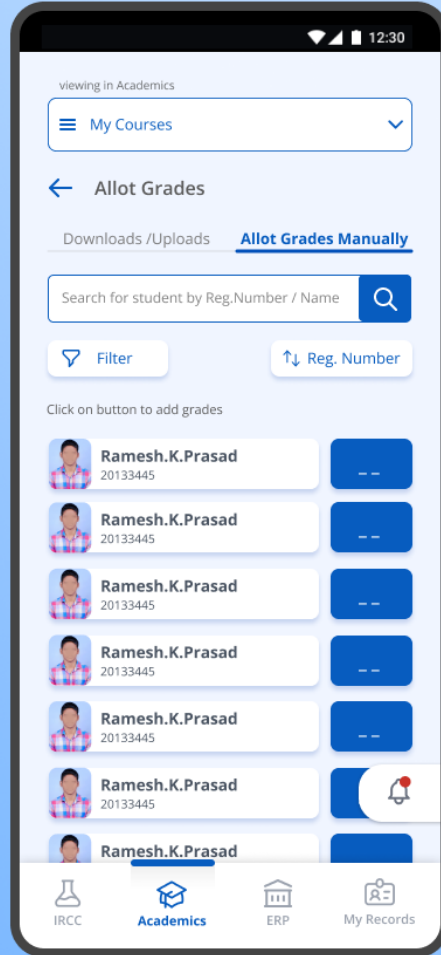 12:30
viewing in Academics
My Courses
Allot Grades
Downloads /Uploads Allot Grades Manually
Search for student by Reg.Number / Name
Filter Reg. Number
Click on button to add grades
Ramesh.K.Prasad
20133445
_ _
Ramesh.K.Prasad
20133445
_ _
Ramesh.K.Prasad
20133445
_ _
Ramesh.K.Prasad
20133445
_ _
Ramesh.K.Prasad
20133445
_ _
Ramesh.K.Prasad
20133445
Ramesh.K.Prasad
IRCC Academics ERP My Records